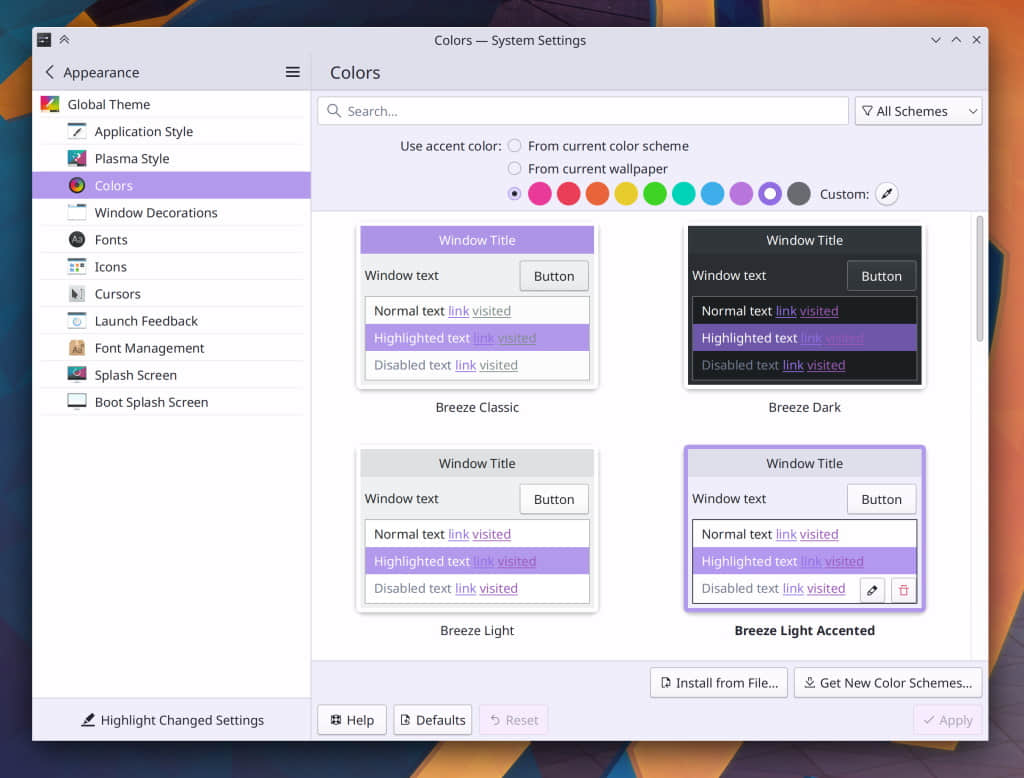 Colors — System Settings
Appearance
Colors
Global Theme
Application Style
Plasma Style
Colors
Window Decorations
Fonts
Icons
Cursors
Launch Feedback
Font Management
Splash Screen
Boot Splash Screen
Highlight Changed Settings
Search...
All Schemes
Use accent color:
From current color scheme
From current wallpaper
Custom:
Window Title
Window text
Button
Normal text link visited
Highlighted text link visited
Disabled text link visited
Breeze Classic
Window Title
Window text
Button
Normal text link visited
Highlighted text link visited
Disabled text link visited
Breeze Dark
Window Title
Window text
Button
Normal text link visited
Highlighted text link visited
Disabled text link visited
Breeze Light
Window Title
Window text
Button
Normal text link visited
Highlighted text link visited
Disabled text link visited
Breeze Light Accented
Install from File...
Get New Color Schemes...
Help
Defaults
Reset
Apply